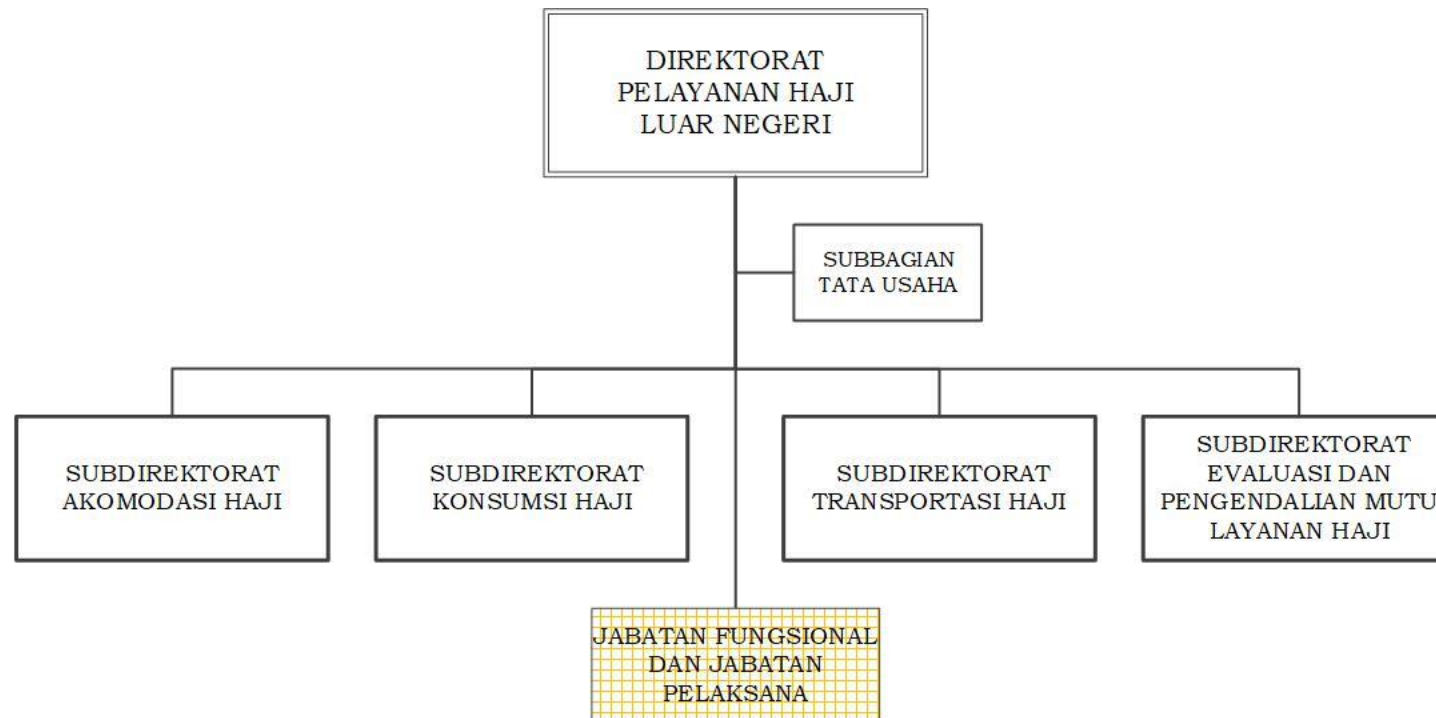 DIREKTORAT
PELAYANAN HAJI
LUAR NEGERI
SUBBAGIAN
TATA USAHA
SUBDIREKTORAT
AKOMODASI HAJI
SUBDIREKTORAT
KONSUMSI HAJI
SUBDIREKTORAT
TRANSPORTASI HAJI
SUBDIREKTORAT
EVALUASI DAN
PENGENDALIAN MUTU
LAYANAN HAJI
JABATAN FUNGSIONAL
DAN JABATAN
PELAKSANA